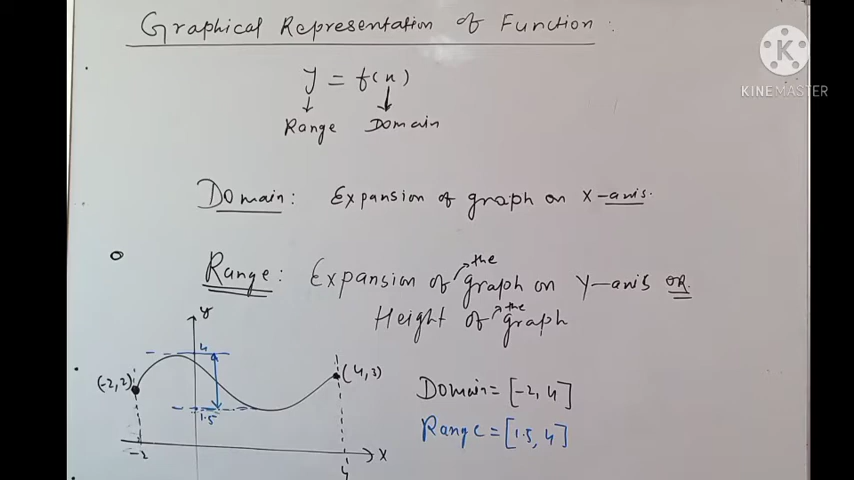 Graphical Representation of Function:
K
KINEMASTER
y = f(x)
Range Domain
Domain: Expansion of graph on X-axis.
Range: Expansion of the graph on Y-axis OR
Height of the graph
y
4
(-2,2)
(4,3)
1.5
-2
4
X
Domain = [-2, 4]
Range = [1.5, 4]